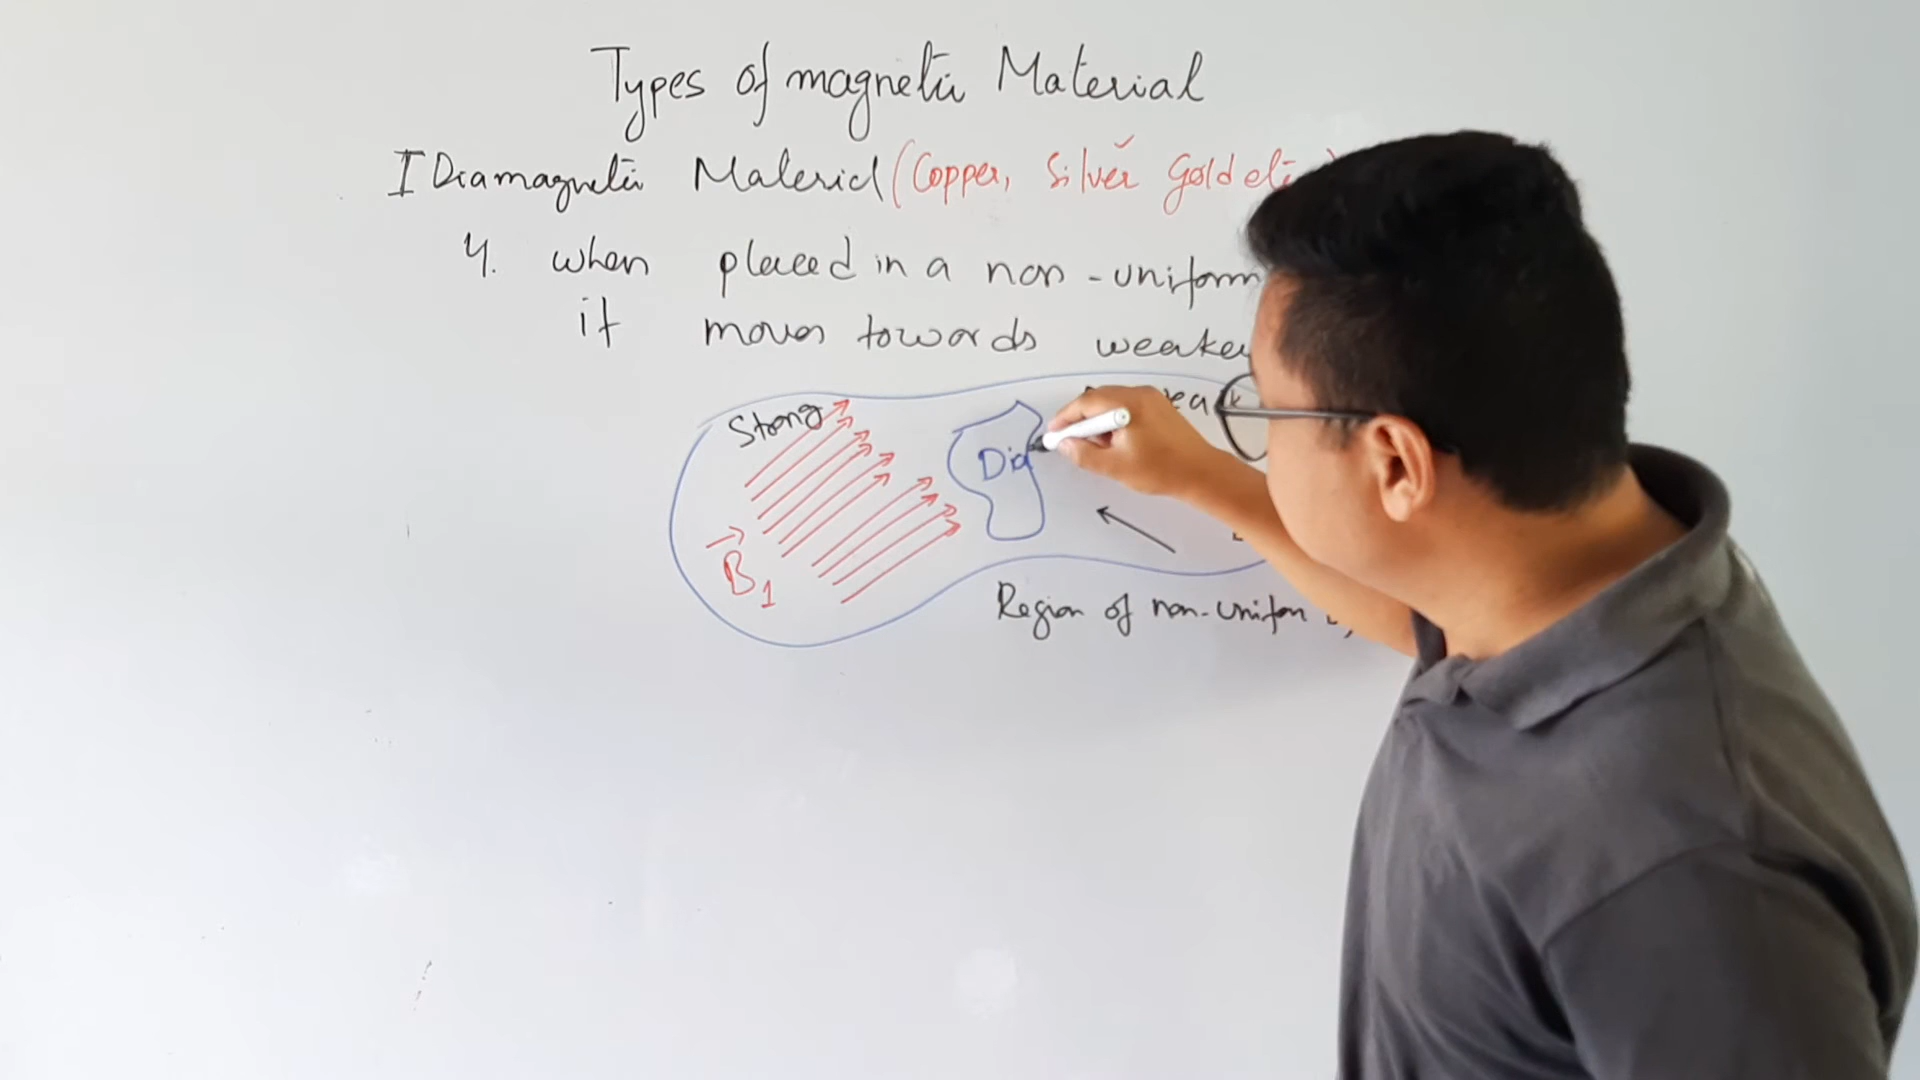 Types of magnetic Material
I Diamagnetic Material (Copper, Silver Gold etc
4. when placed in a non-uniform
it moves towards weaker
Strong
eak
Dia
B1
Region of non-uniform